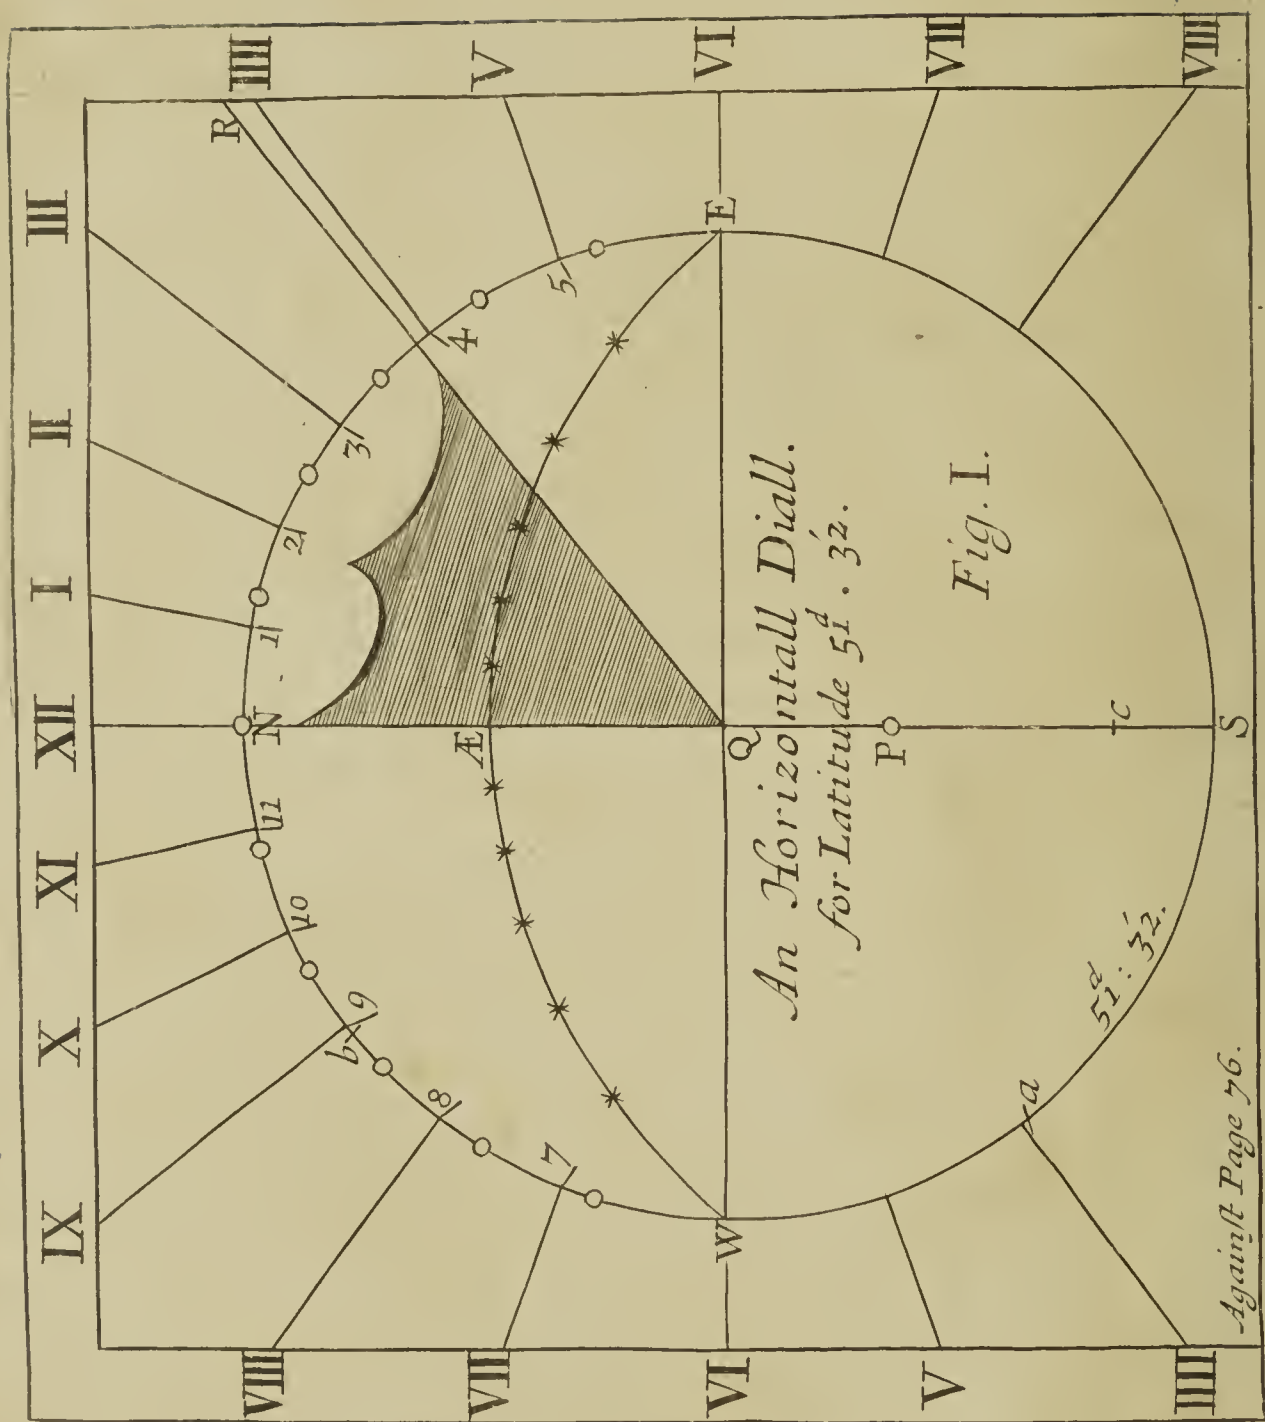 IX X XI XII I II III
VIII
VII
VI
V
IIII
IIII
V
VI
VII
VIII
R
7
8
9
b
10
11
N
1
2
3
4
5
Æ
W
E
Q
An Horizontall Diall.
for Latitude 51d. 32'.
P
Fig. I.
a
c
51d: 32'.
S
Againſt Page 76.